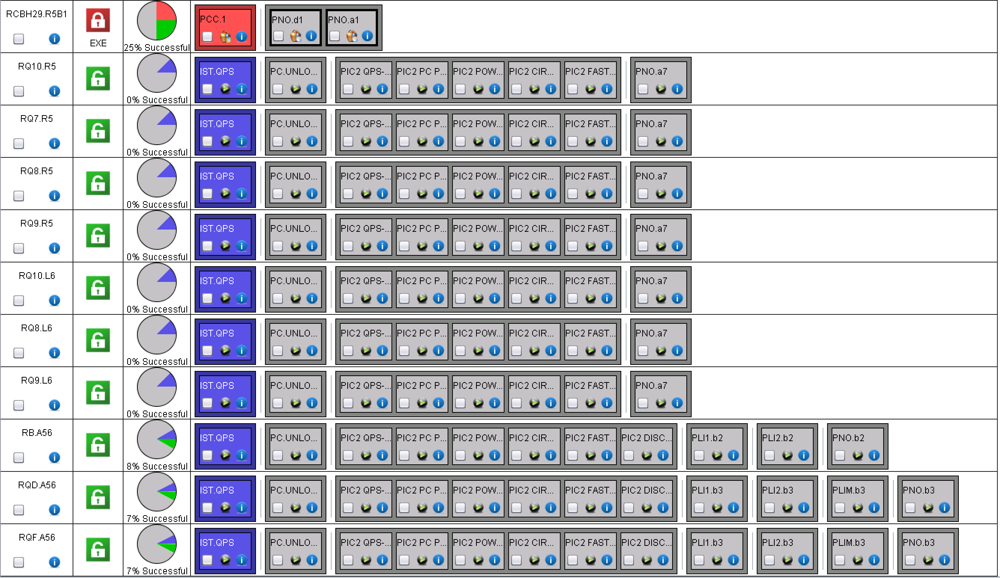 RCBH29.R5B1
EXE
25% Successful
PCC.1
PNO.d1
PNO.a1
RQ10.R5
0% Successful
IST.QPS
PC.UNLO...
PIC2 QPS-...
PIC2 PC P...
PIC2 POW...
PIC2 CIR...
PIC2 FAST...
PNO.a7
RQ7.R5
0% Successful
IST.QPS
PC.UNLO...
PIC2 QPS-...
PIC2 PC P...
PIC2 POW...
PIC2 CIR...
PIC2 FAST...
PNO.a7
RQ8.R5
0% Successful
IST.QPS
PC.UNLO...
PIC2 QPS-...
PIC2 PC P...
PIC2 POW...
PIC2 CIR...
PIC2 FAST...
PNO.a7
RQ9.R5
0% Successful
IST.QPS
PC.UNLO...
PIC2 QPS-...
PIC2 PC P...
PIC2 POW...
PIC2 CIR...
PIC2 FAST...
PNO.a7
RQ10.L6
0% Successful
IST.QPS
PC.UNLO...
PIC2 QPS-...
PIC2 PC P...
PIC2 POW...
PIC2 CIR...
PIC2 FAST...
PNO.a7
RQ8.L6
0% Successful
IST.QPS
PC.UNLO...
PIC2 QPS-...
PIC2 PC P...
PIC2 POW...
PIC2 CIR...
PIC2 FAST...
PNO.a7
RQ9.L6
0% Successful
IST.QPS
PC.UNLO...
PIC2 QPS-...
PIC2 PC P...
PIC2 POW...
PIC2 CIR...
PIC2 FAST...
PNO.a7
RB.A56
8% Successful
IST.QPS
PC.UNLO...
PIC2 QPS-...
PIC2 PC P...
PIC2 POW...
PIC2 CIR...
PIC2 FAST...
PIC2 DISC...
PLI1.b2
PLI2.b2
PNO.b2
RQD.A56
7% Successful
IST.QPS
PC.UNLO...
PIC2 QPS-...
PIC2 PC P...
PIC2 POW...
PIC2 CIR...
PIC2 FAST...
PIC2 DISC...
PLI1.b3
PLI2.b3
PLIM.b3
PNO.b3
RQF.A56
7% Successful
IST.QPS
PC.UNLO...
PIC2 QPS-...
PIC2 PC P...
PIC2 POW...
PIC2 CIR...
PIC2 FAST...
PIC2 DISC...
PLI1.b3
PLI2.b3
PLIM.b3
PNO.b3